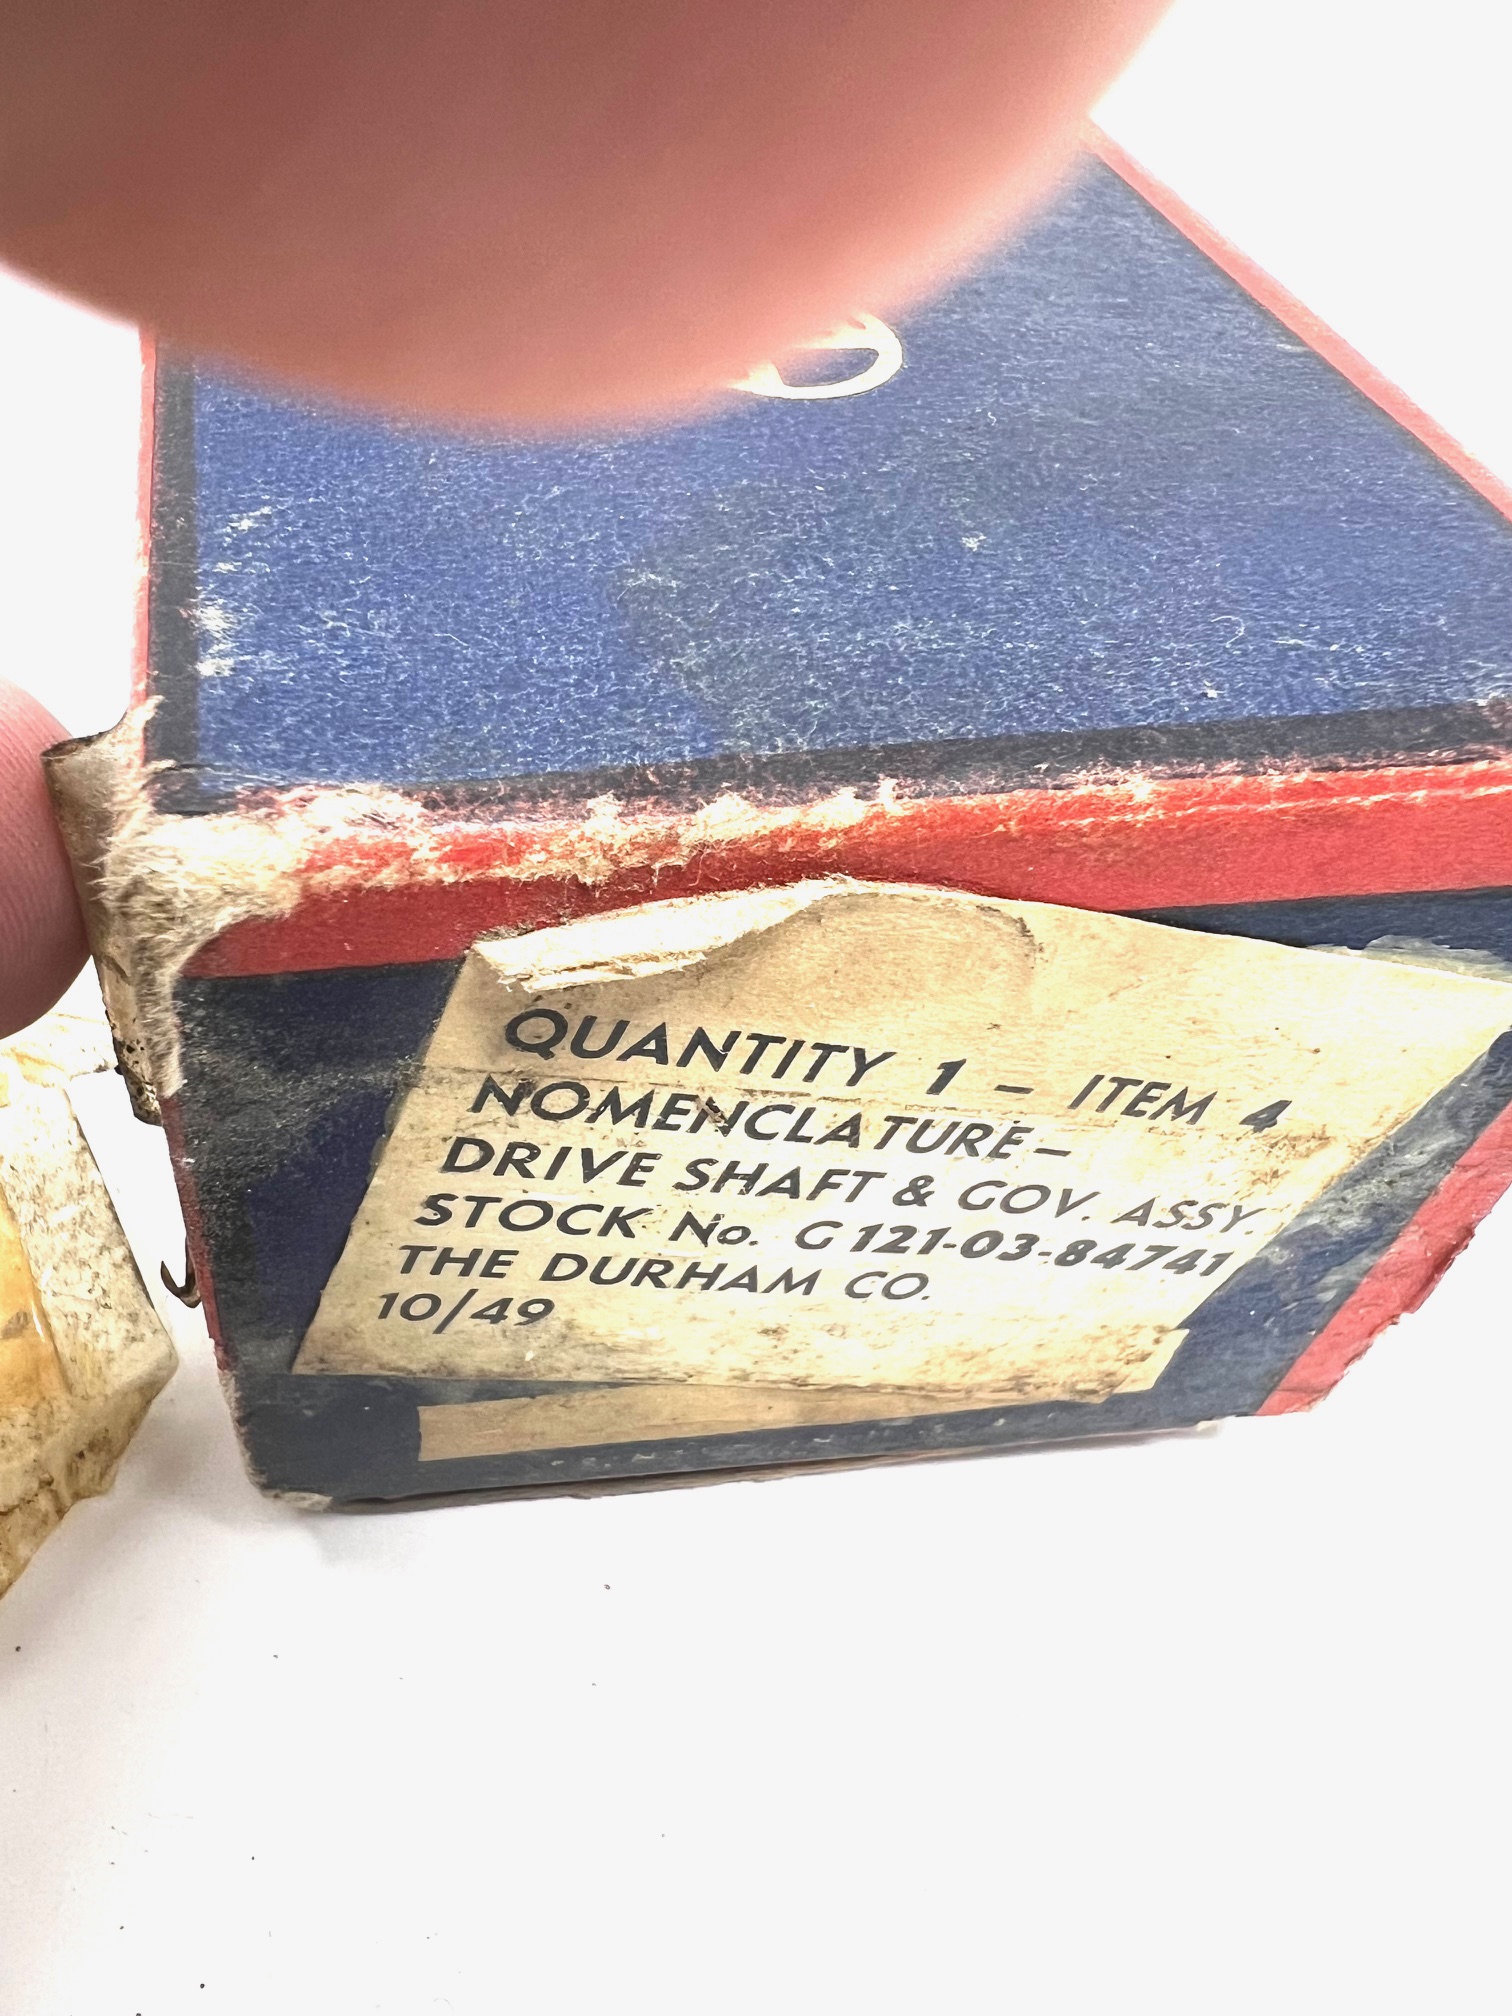 QUANTITY 1 - ITEM 4
NOMENCLATURE-
DRIVE SHAFT & GOV. ASSY.
STOCK No. G121-03-84741
THE DURHAM CO.
10/49